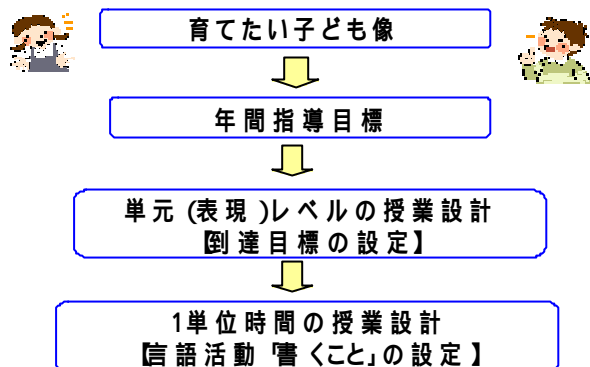 育てたい子ども像
年間指導目標
単元(表現)レベルの授業設計
【到達目標の設定】
1単位時間の授業設計
【言語活動「書くこと」の設定】